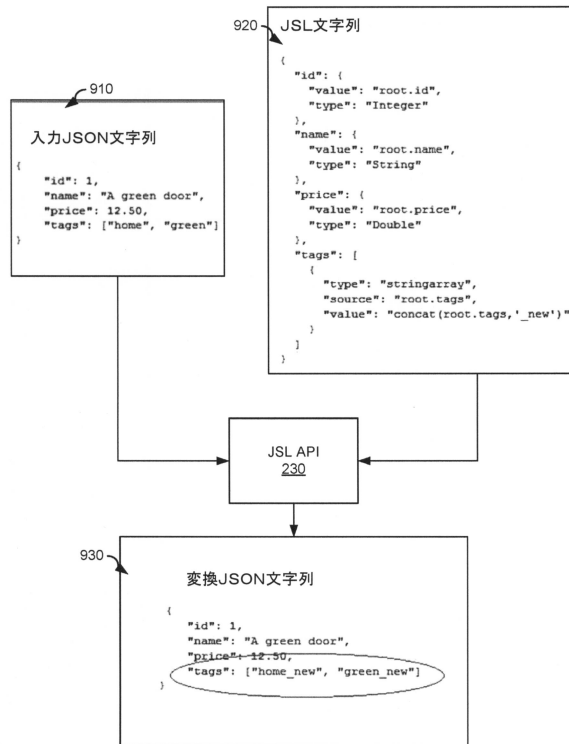 910
入力JSON文字列
{
"id": 1,
"name": "A green door",
"price": 12.50,
"tags": ["home", "green"]
}
920
JSL文字列
{
"id": {
"value": "root.id",
"type": "Integer"
},
"name": {
"value": "root.name",
"type": "String"
},
"price": {
"value": "root.price",
"type": "Double"
},
"tags": [
{
"type": "stringarray",
"source": "root.tags",
"value": "concat(root.tags,'_new')"
}
]
}
JSL API
230
930
変換JSON文字列
{
"id": 1,
"name": "A green door",
"price": 12.50,
"tags": ["home_new", "green_new"]
}